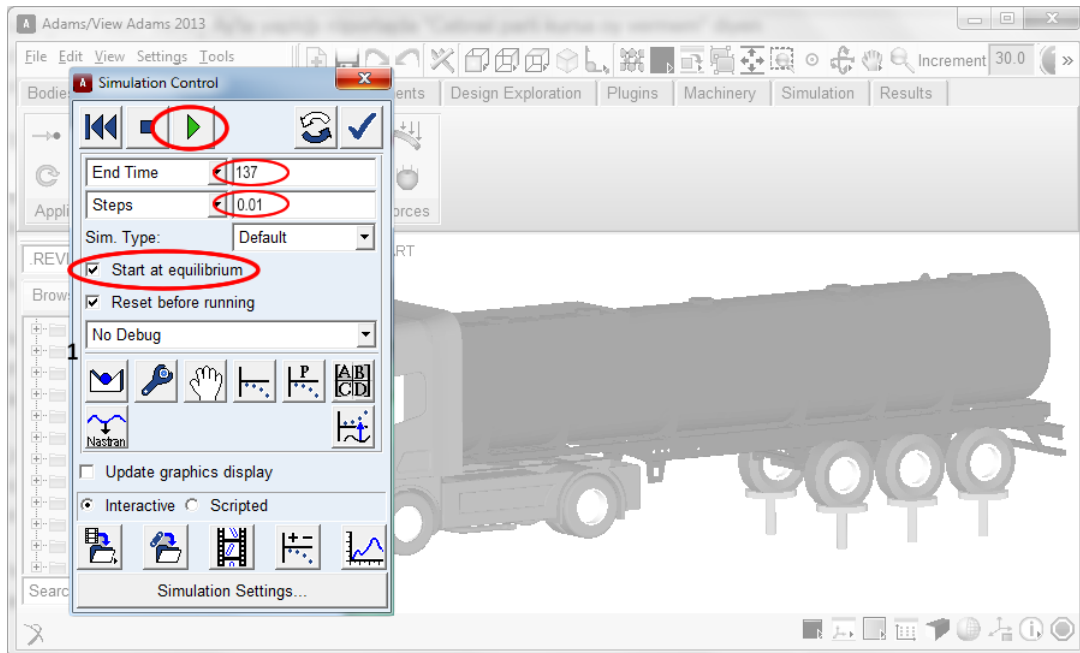 Adams/View Adams 2013
File Edit View Settings Tools
Increment 30.0 »
Simulation Control
Bodie ents Design Exploration Plugins Machinery Simulation Results
End Time 137
Steps 0.01
Appli orces
Sim. Type: Default
.REVI RT
Start at equilibrium
Brow
Reset before running
No Debug
1
P
A B
C D
Nastran
Update graphics display
Interactive Scripted
Searc
Simulation Settings...